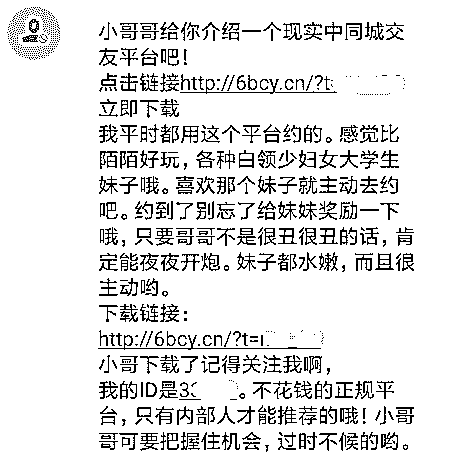 小哥哥给你介绍一个现实中同城交
友平台吧！
点击链接http://6bcy.cn/?t
立即下载
我平时都用这个平台约的。感觉比
陌陌好玩，各种白领少妇女大学生
妹子哦。喜欢那个妹子就主动去约
吧。约到了别忘了给妹妹奖励一下
哦，只要哥哥不是很丑很丑的话，肯
定能夜夜开炮。妹子都水嫩，而且很
主动哟。
下载链接：
http://6bcy.cn/?t=
小哥下载了记得关注我啊，
我的ID是3 。不花钱的正规平
台，只有内部人才能推荐的哦！小哥
哥可要把握住机会，过时不候的哟。